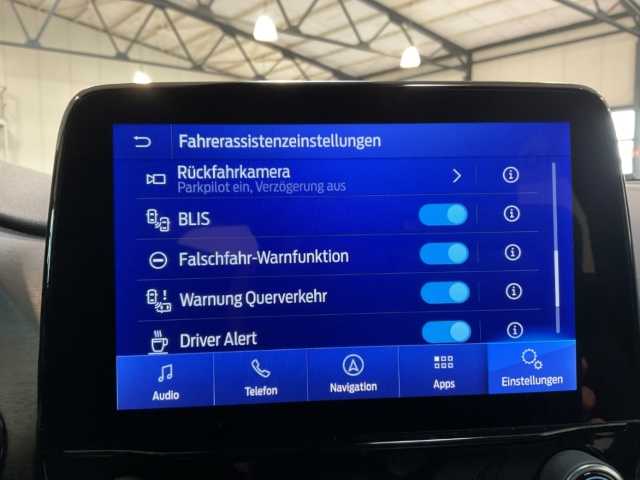 Fahrerassistenzeinstellungen
Rückfahrkamera
Parkpilot ein, Verzögerung aus
BLIS
Falschfahr-Warnfunktion
Warnung Querverkehr
Driver Alert
Audio
Telefon
Navigation
Apps
Einstellungen